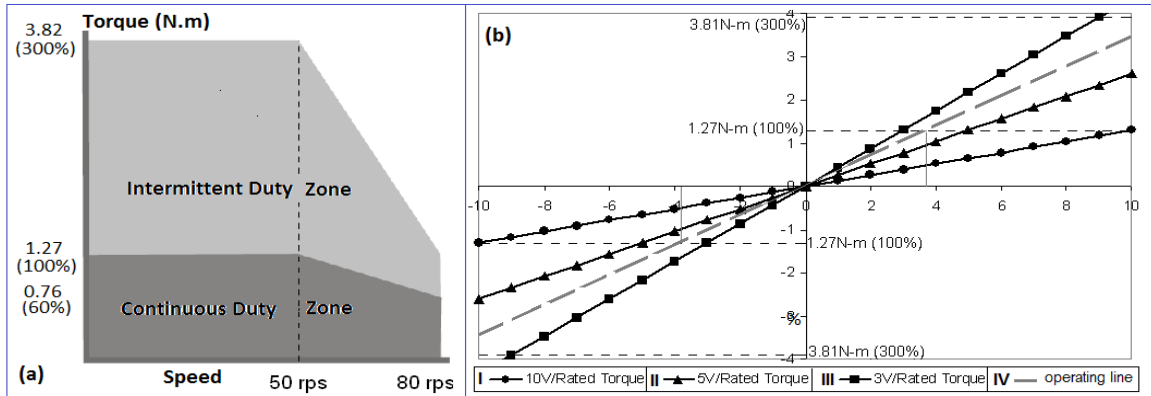 Torque (N.m)
3.82
(300%)
Intermittent Duty Zone
1.27
(100%)
0.76
(60%)
Continuous Duty Zone
(a)
Speed
50 rps
80 rps
(b)
4
3.81N-m (300%)
3
2
1.27N-m (100%)
1
0
-10 -8 -6 -4 -2 0 2 4 6 8 10
-1
1.27N-m (100%)
-2
-%
3.81N-m (300%)
-4
I 10V/Rated Torque II 5V/Rated Torque III 3V/Rated Torque IV operating line